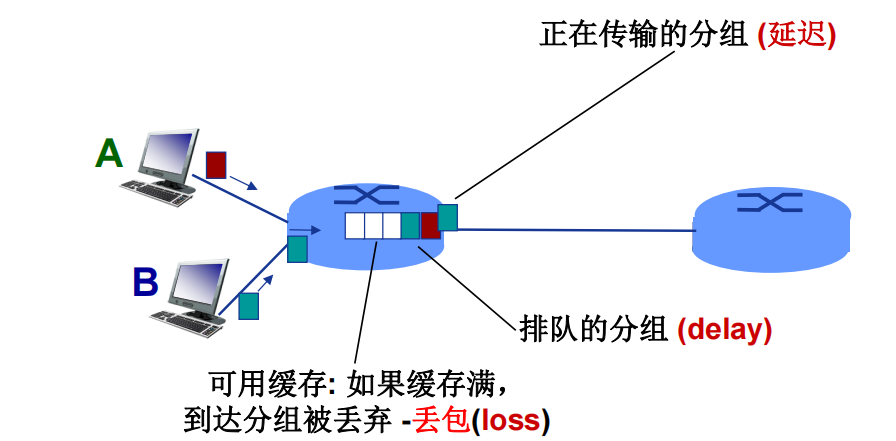 正在传输的分组 (延迟)
A
B
排队的分组 (delay)
可用缓存: 如果缓存满，
到达分组被丢弃 -丢包(loss)